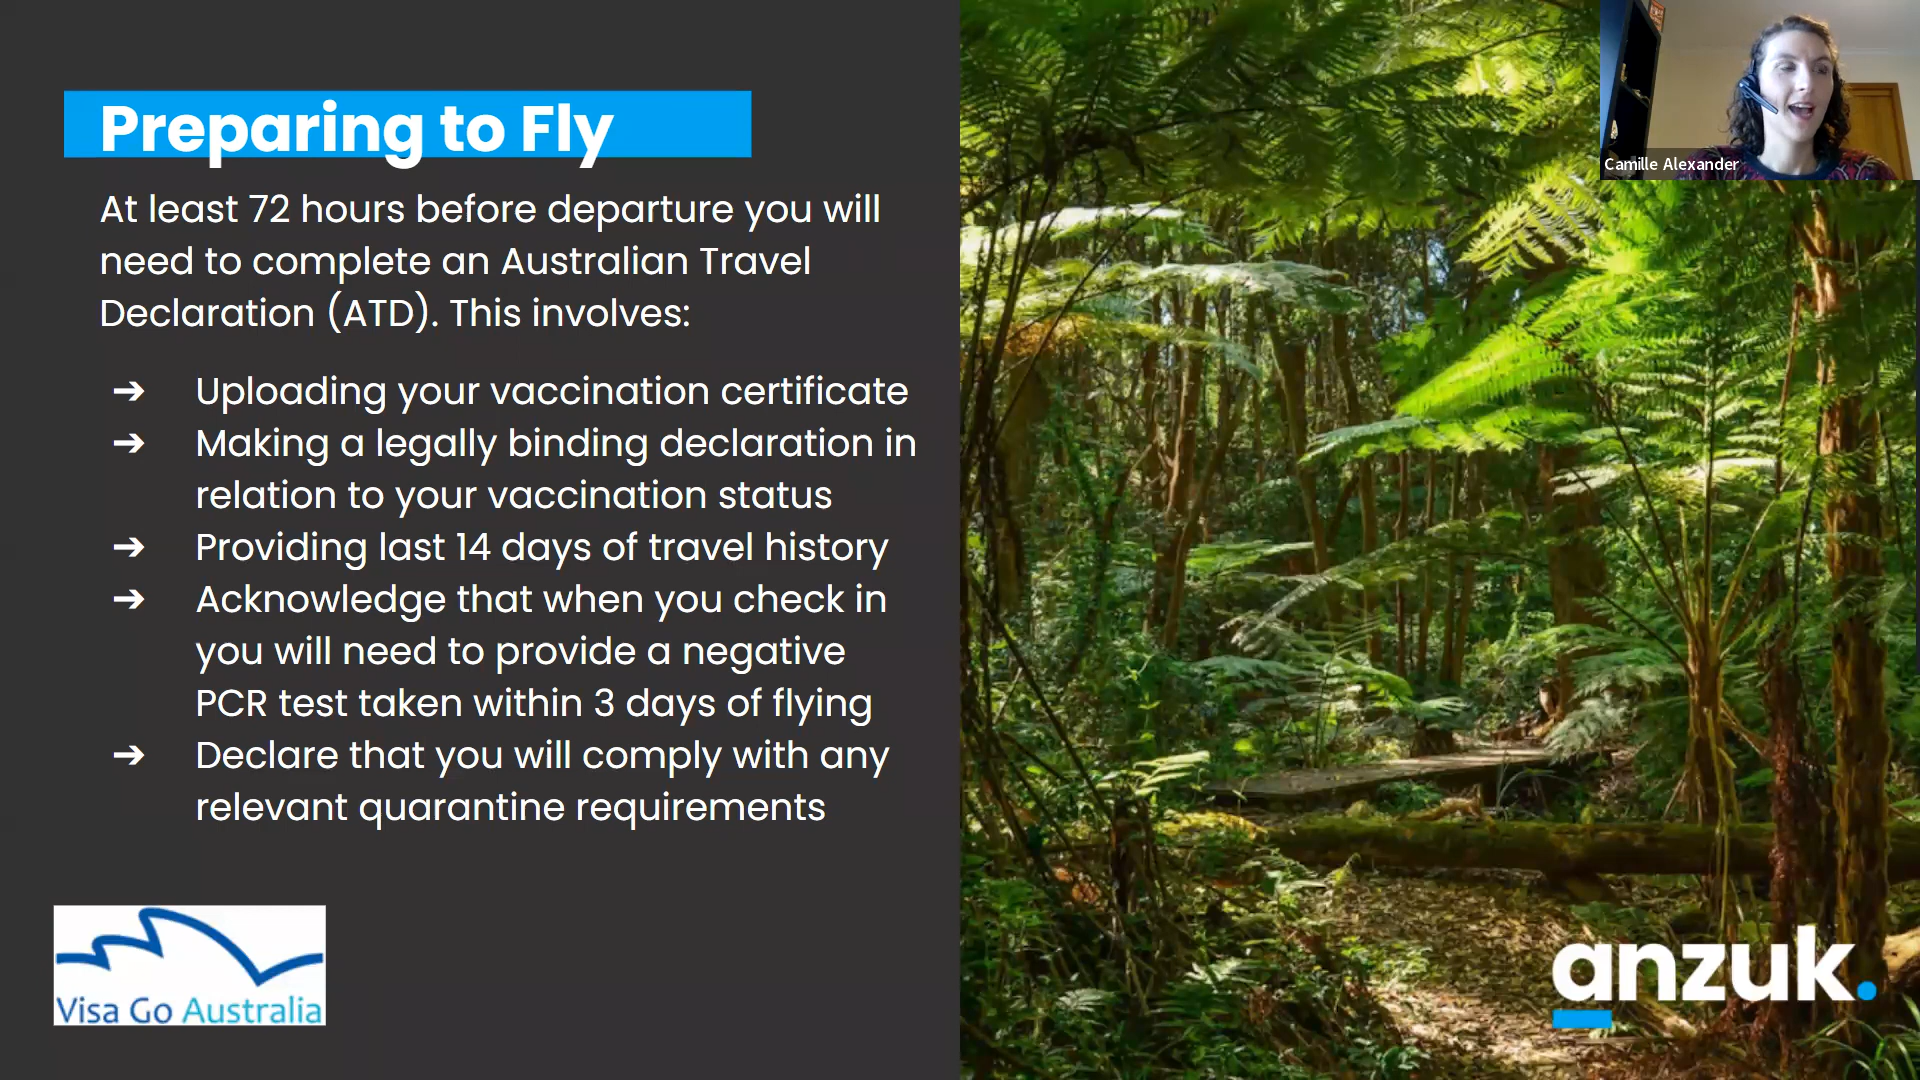 Preparing to Fly
At least 72 hours before departure you will
need to complete an Australian Travel
Declaration (ATD). This involves:
➔ Uploading your vaccination certificate
➔ Making a legally binding declaration in
relation to your vaccination status
➔ Providing last 14 days of travel history
➔ Acknowledge that when you check in
you will need to provide a negative
PCR test taken within 3 days of flying
➔ Declare that you will comply with any
relevant quarantine requirements
Visa Go Australia
Camille Alexander
anzuk.